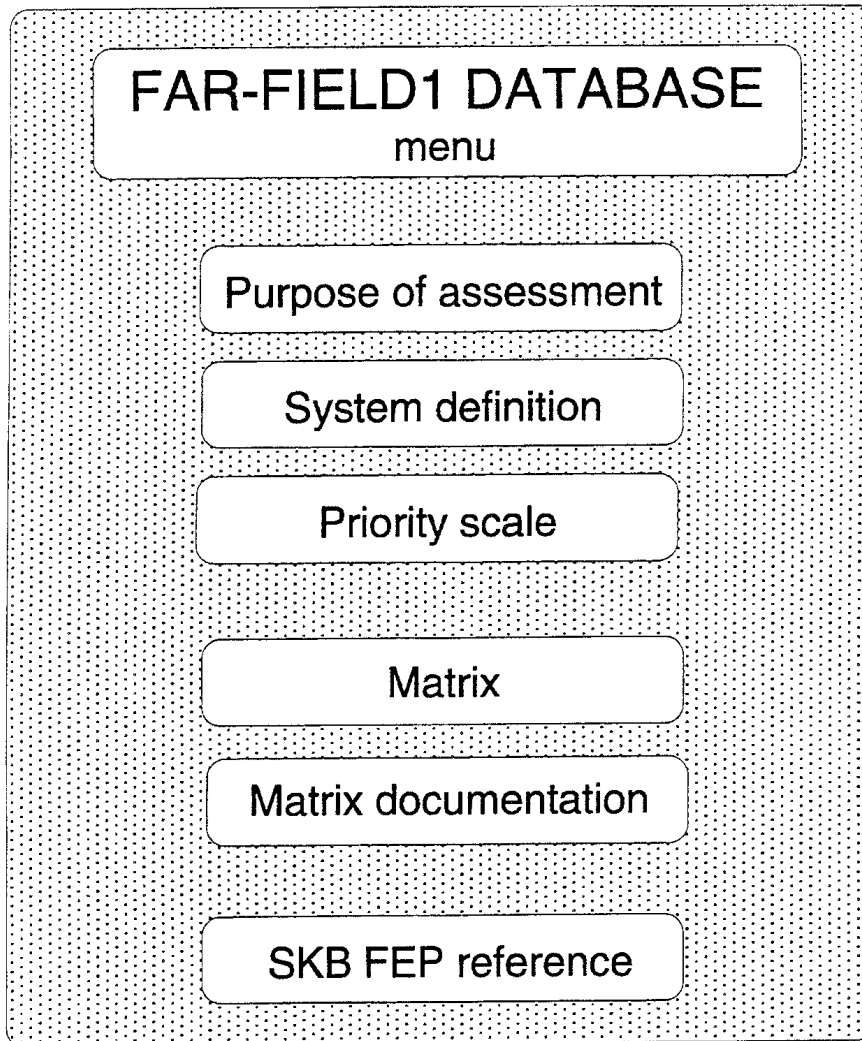 FAR-FIELD1 DATABASE
menu
Purpose of assessment
System definition
Priority scale
Matrix
Matrix documentation
SKB FEP reference